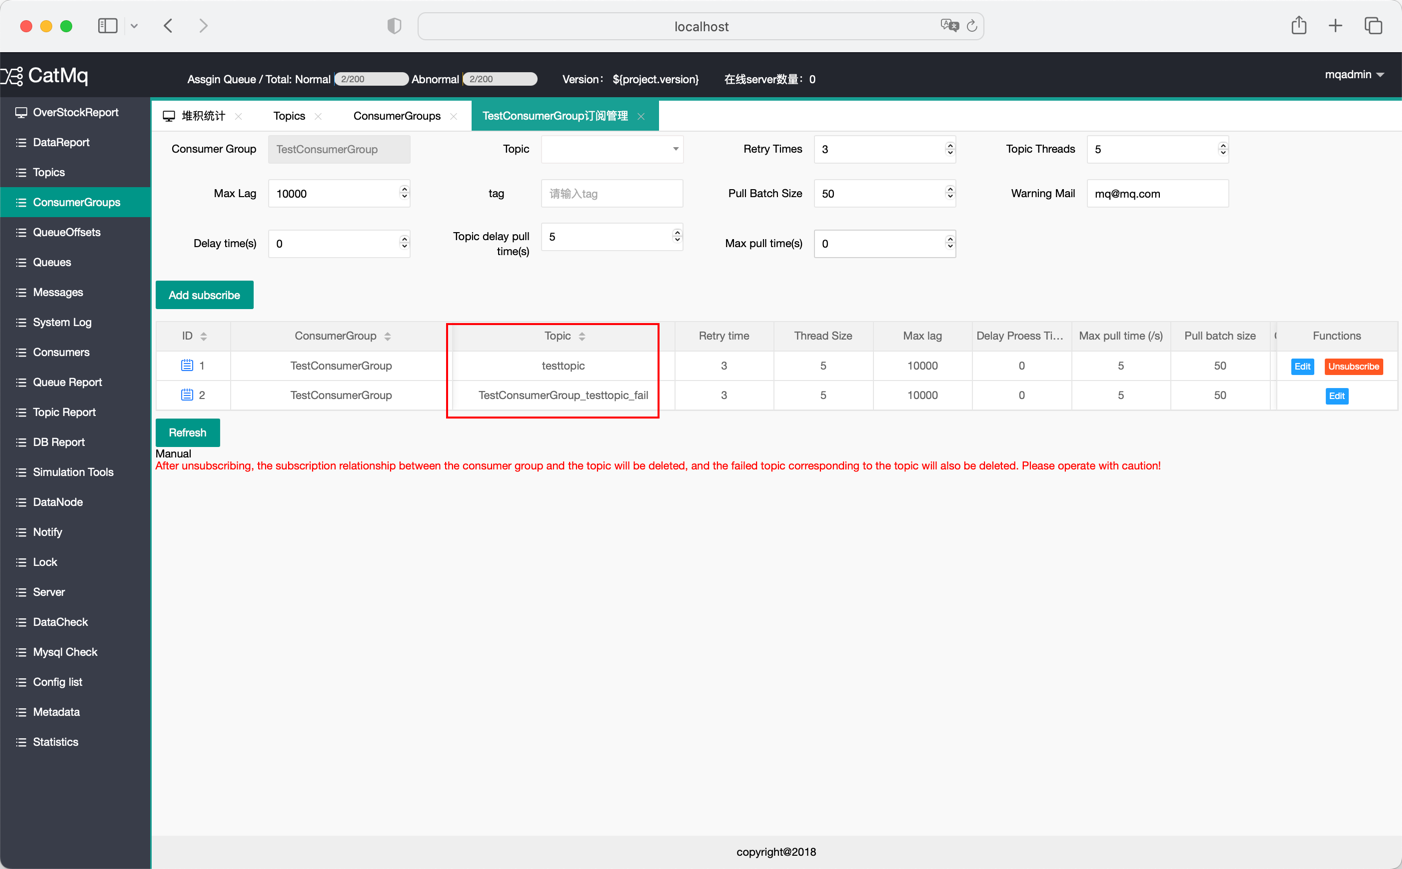 localhost
CatMq
Assgin Queue / Total: Normal 2/200 Abnormal 2/200 Version： ${project.version} 在线server数量：0
mqadmin
OverStockReport
DataReport
Topics
ConsumerGroups
QueueOffsets
Queues
Messages
System Log
Consumers
Queue Report
Topic Report
DB Report
Simulation Tools
DataNode
Notify
Lock
Server
DataCheck
Mysql Check
Config list
Metadata
Statistics
堆积统计 Topics ConsumerGroups TestConsumerGroup订阅管理
Consumer Group TestConsumerGroup Topic Retry Times 3 Topic Threads 5
Max Lag 10000 tag 请输入tag Pull Batch Size 50 Warning Mail mq@mq.com
Delay time(s) 0 Topic delay pull time(s) 5 Max pull time(s) 0
Add subscribe
ID ConsumerGroup Topic Retry time Thread Size Max lag Delay Proess Ti... Max pull time (/s) Pull batch size Functions
1 TestConsumerGroup testtopic 3 5 10000 0 5 50 Edit Unsubscribe
2 TestConsumerGroup TestConsumerGroup_testtopic_fail 3 5 10000 0 5 50 Edit
Refresh
Manual
After unsubscribing, the subscription relationship between the consumer group and the topic will be deleted, and the failed topic corresponding to the topic will also be deleted. Please operate with caution!
copyright@2018